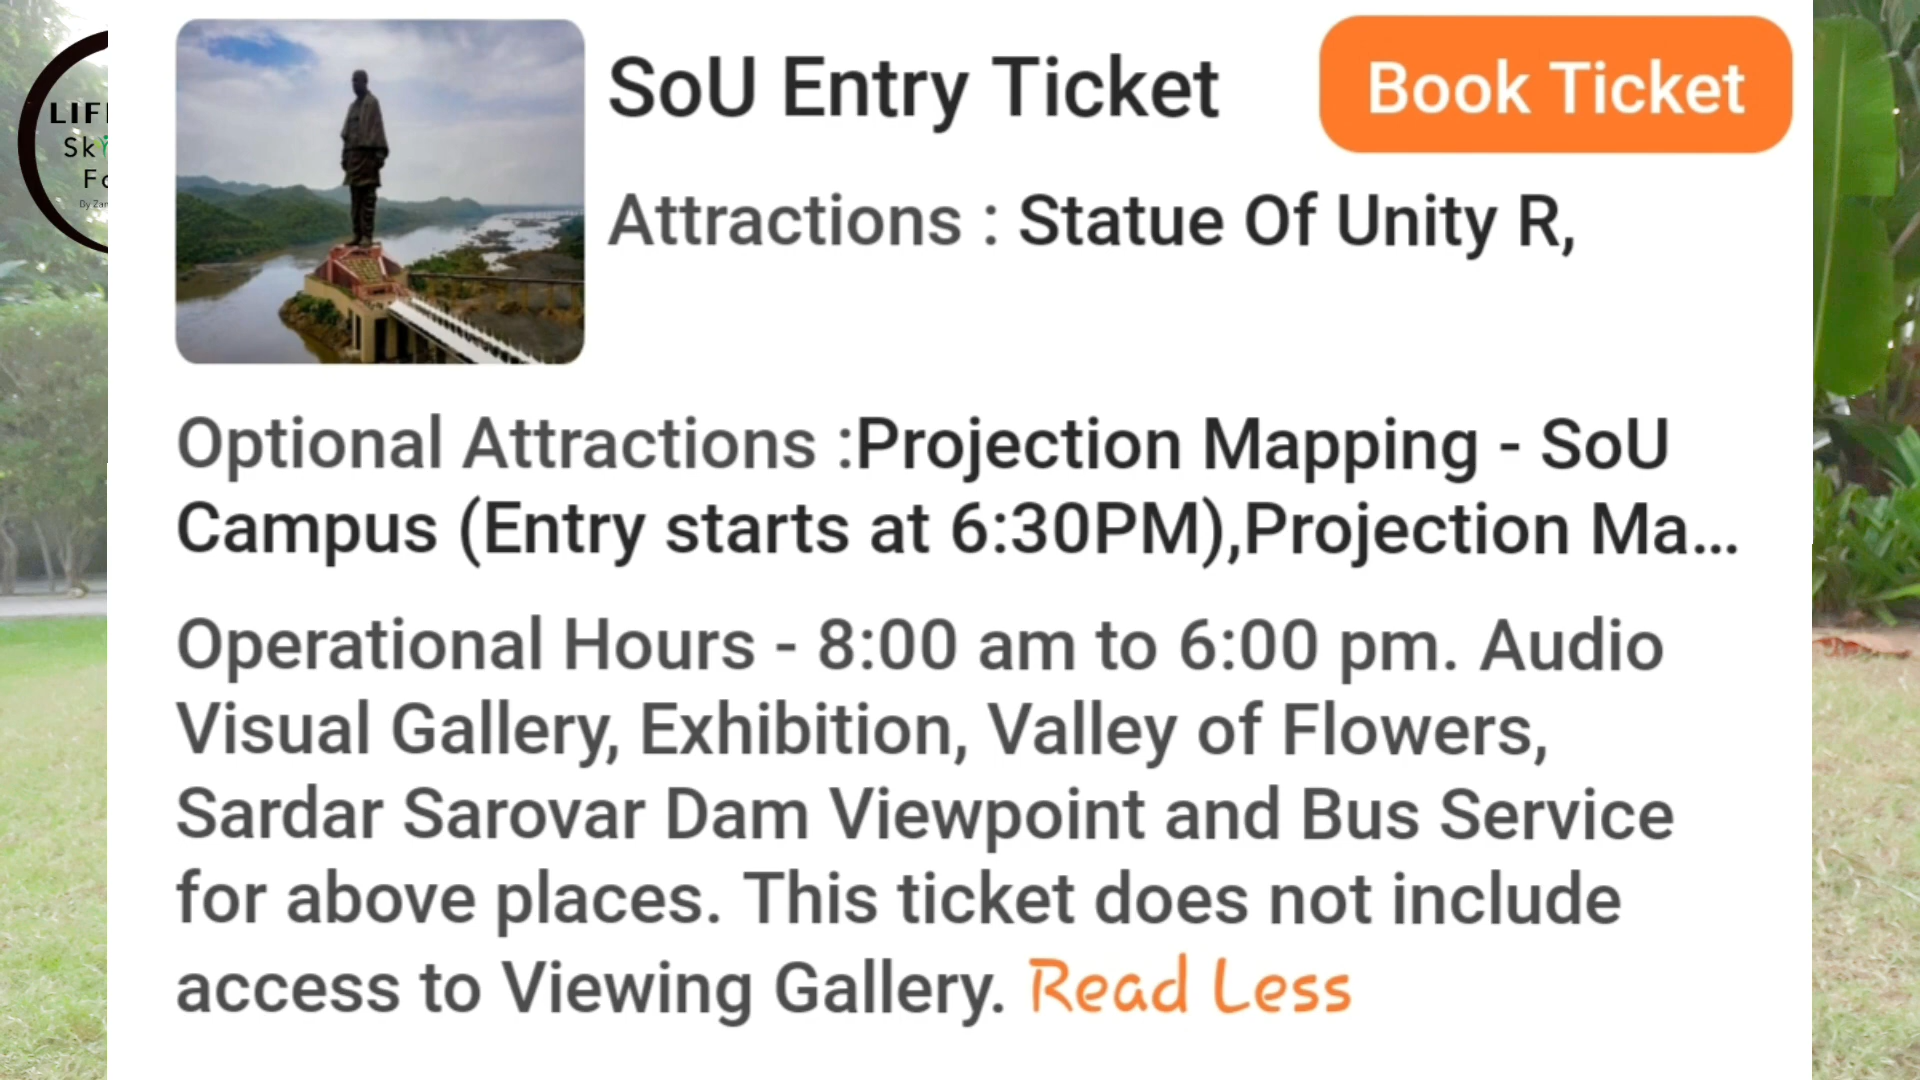 SoU Entry Ticket
Book Ticket
Attractions : Statue Of Unity R,
Optional Attractions :Projection Mapping - SoU
Campus (Entry starts at 6:30PM),Projection Ma...
Operational Hours - 8:00 am to 6:00 pm. Audio
Visual Gallery, Exhibition, Valley of Flowers,
Sardar Sarovar Dam Viewpoint and Bus Service
for above places. This ticket does not include
access to Viewing Gallery. Read Less